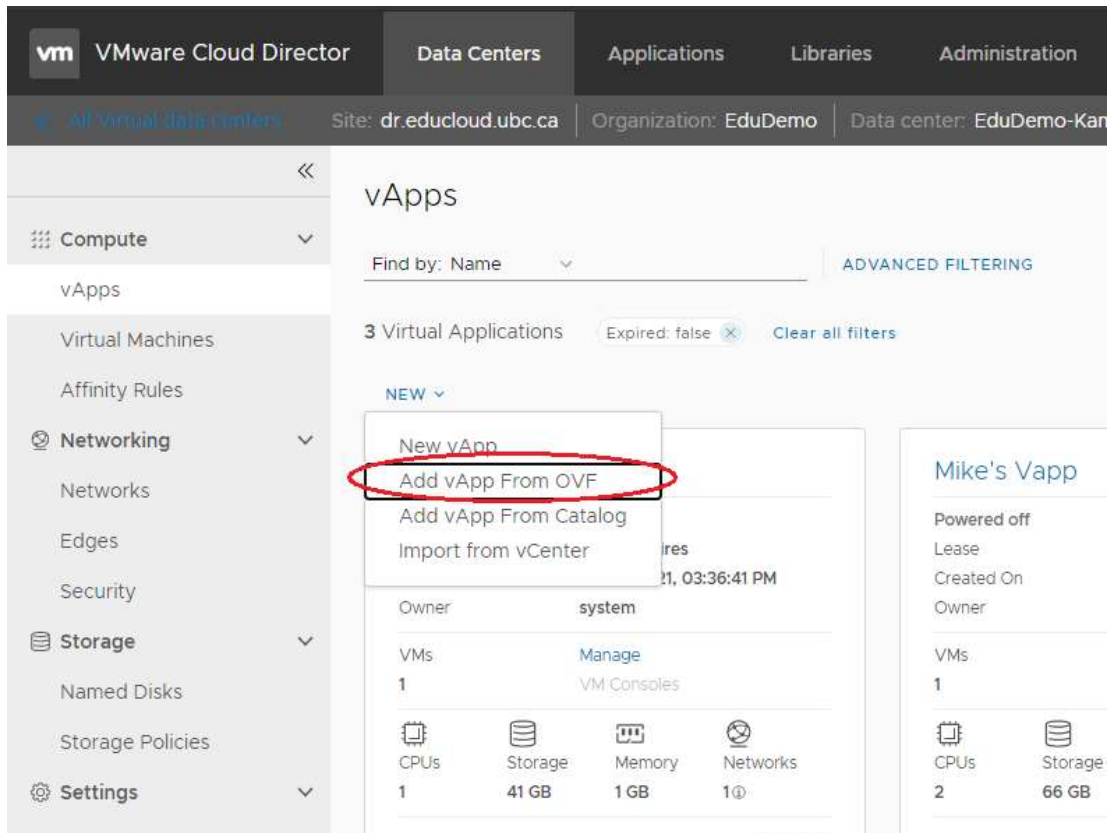 vm VMware Cloud Director Data Centers Applications Libraries Administration
All Virtual data centers Site: dr.educloud.ubc.ca Organization: EduDemo Data center: EduDemo-Kam
vApps
Compute
Find by: Name ADVANCED FILTERING
vApps
3 Virtual Applications Expired: false Clear all filters
Virtual Machines
Affinity Rules
NEW
Networking
New vApp
Add vApp From OVF
Mike's Vapp
Networks
Add vApp From Catalog
Powered off
Edges
Import from vCenter ires
Lease
21, 03:36:41 PM
Created On
Security
Owner system
Owner
Storage
VMs Manage
VMs
1 VM Consoles
1
Named Disks
Storage Policies
CPUs Storage Memory Networks
CPUs Storage
Settings
1 41 GB 1 GB 1
2 66 GB